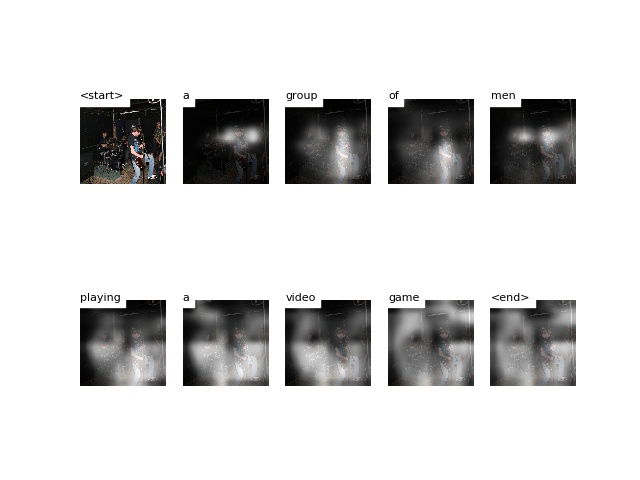 <start> a group of men
playing a video game <end>